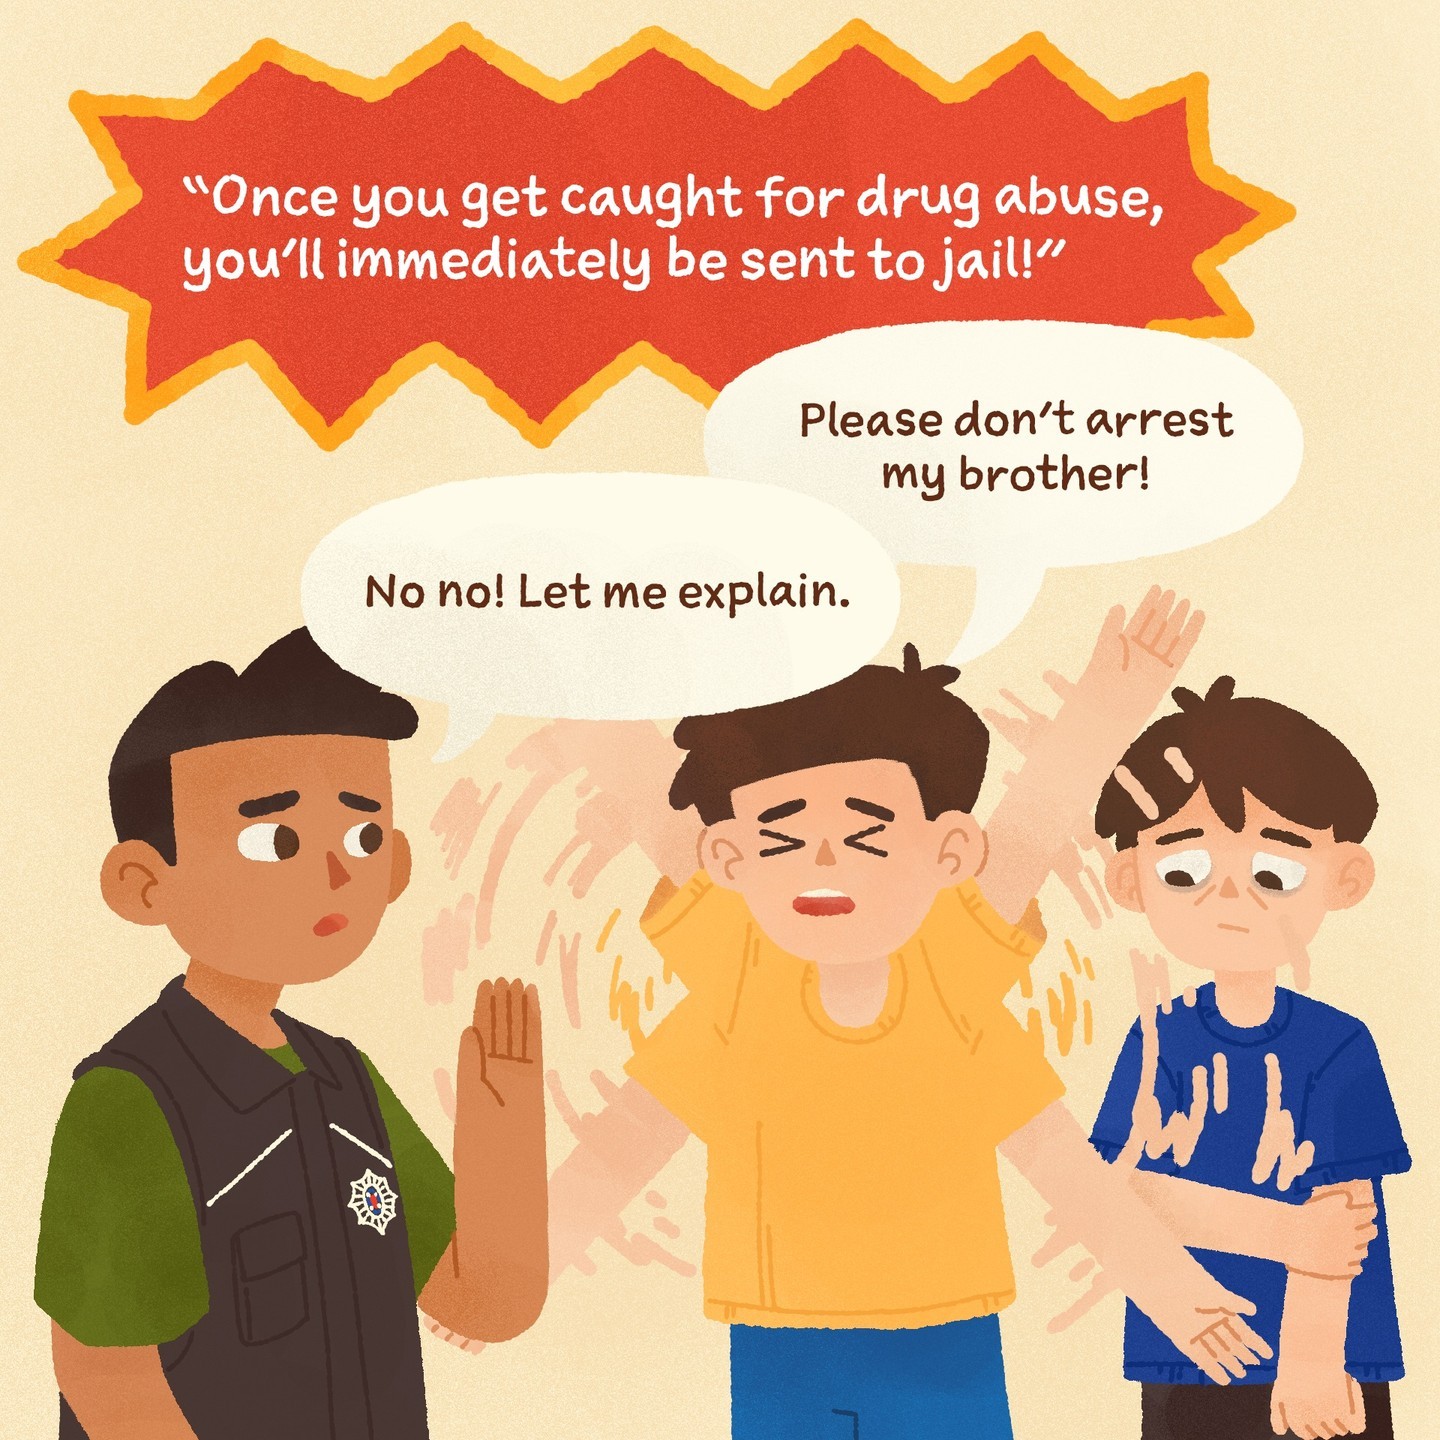 “Once you get caught for drug abuse,
you’ll immediately be sent to jail!”
Please don’t arrest
my brother!
No no! Let me explain.